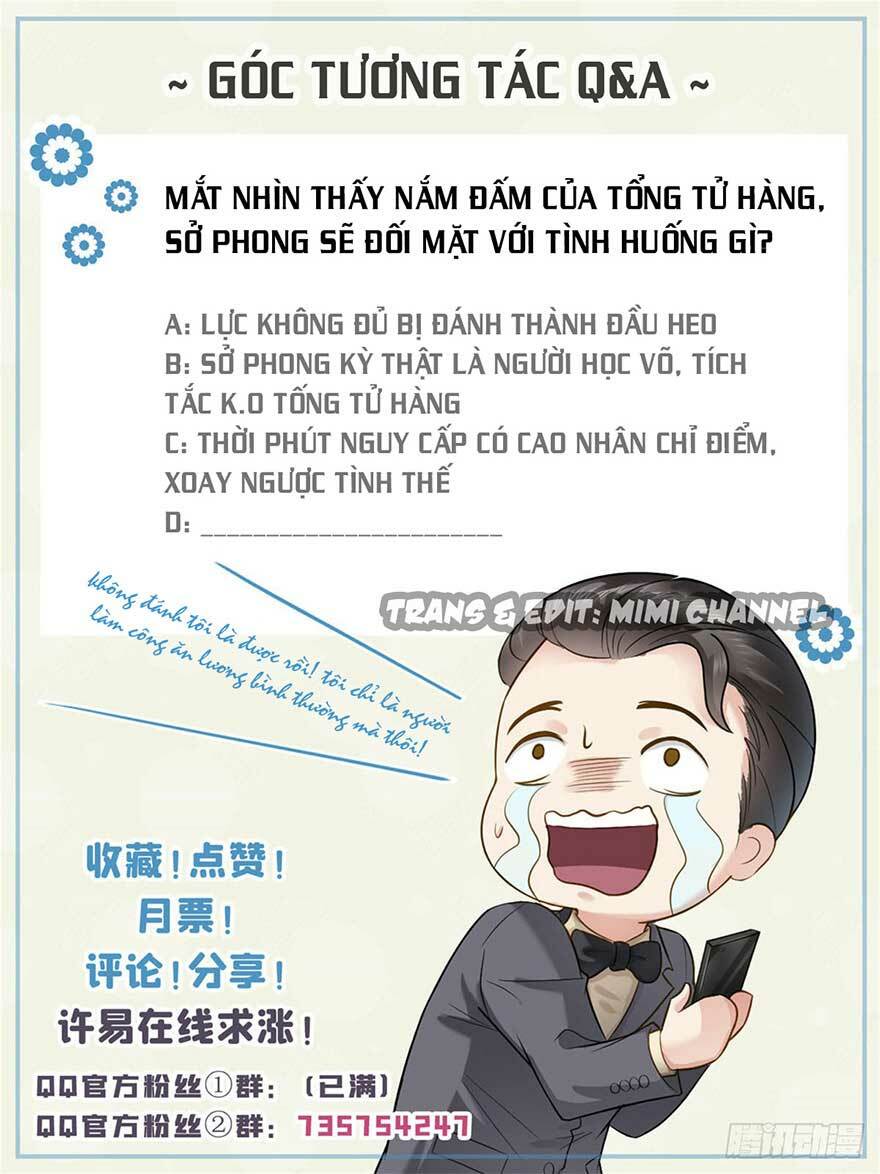 ~ GÓC TƯƠNG TÁC Q&A ~
MẮT NHÌN THẤY NẮM ĐẤM CỦA TỔNG TỬ HÀNG,
SỞ PHONG SẼ ĐỐI MẶT VỚI TÌNH HUỐNG GÌ?
A: LỰC KHÔNG ĐỦ BỊ ĐÁNH THÀNH ĐẦU HEO
B: SỞ PHONG KỲ THẬT LÀ NGƯỜI HỌC VÕ, TÍCH
TẮC K.O TỐNG TỬ HÀNG
C: THỜI PHÚT NGUY CẤP CÓ CAO NHÂN CHỈ ĐIỂM,
XOAY NGƯỢC TÌNH THẾ
D: _______________________
TRANS & EDIT: MIMI CHANNEL
không đánh tôi là được rồi! tôi chỉ là người
làm công ăn lương bình thường mà thôi!
收藏!点赞!
月票!
评论!分享!
许易在线求涨!
QQ官方粉丝①群:(已满)
QQ官方粉丝②群:735754247
腾讯动漫